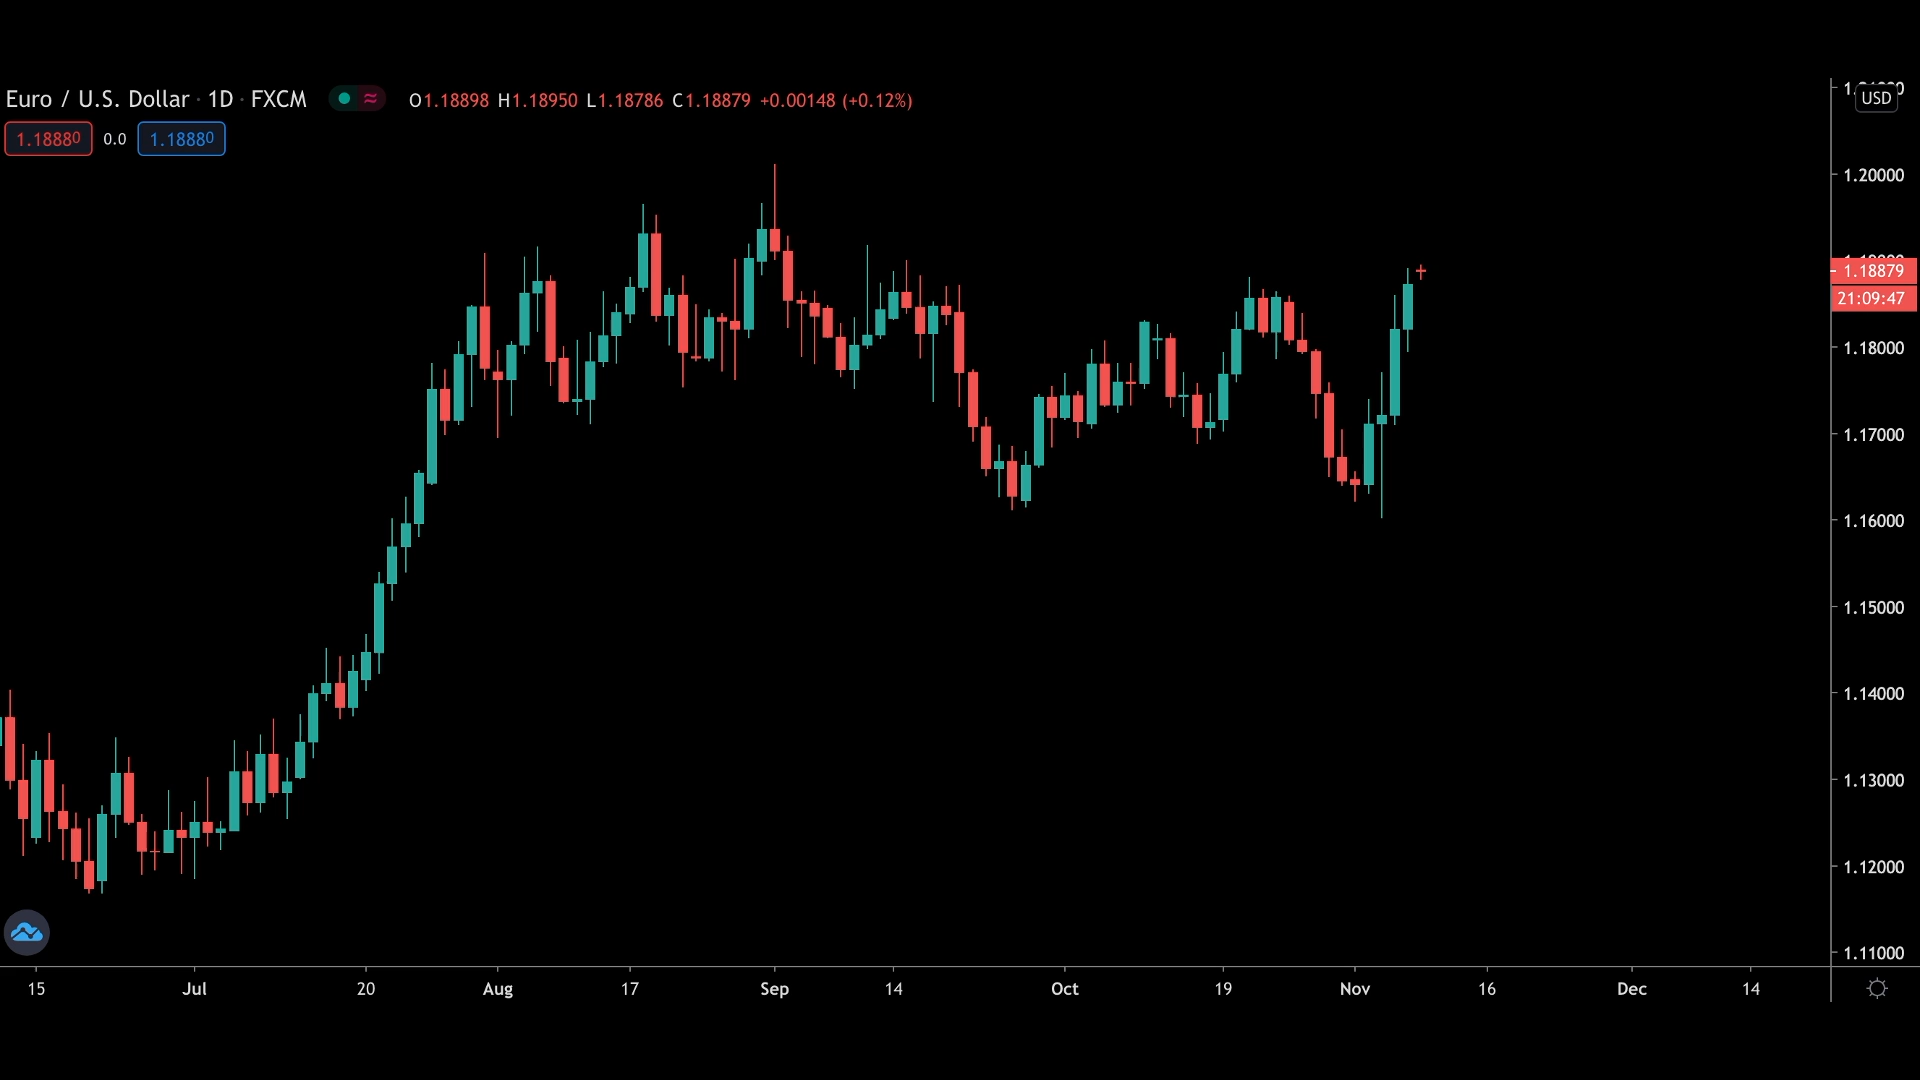 Euro / U.S. Dollar · 1D · FXCM O1.18898 H1.18950 L1.18786 C1.18879 +0.00148 (+0.12%)
1.18880 0.0 1.18880
USD
1.20000
1.18879
21:09:47
1.18000
1.17000
1.16000
1.15000
1.14000
1.13000
1.12000
1.11000
15 Jul 20 Aug 17 Sep 14 Oct 19 Nov 16 Dec 14